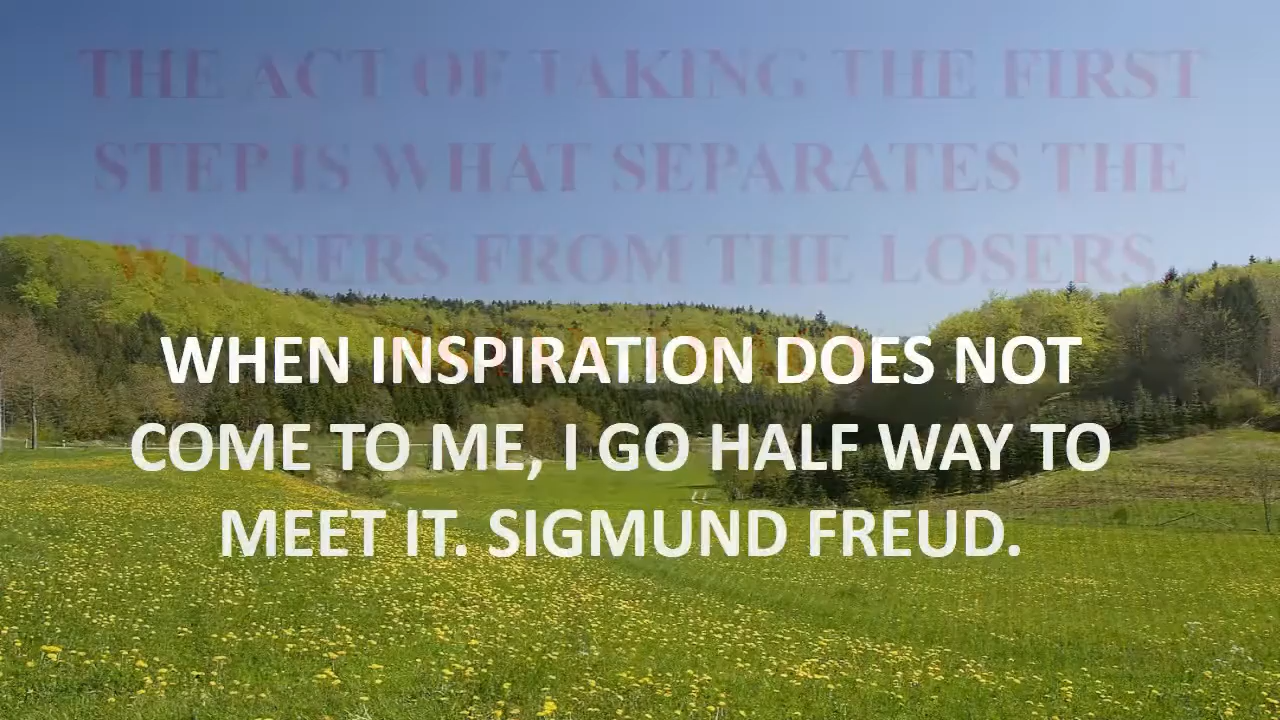 THE ACT OF TAKING THE FIRST
STEP IS WHAT SEPARATES THE
WINNERS FROM THE LOSERS
WHEN INSPIRATION DOES NOT
COME TO ME, I GO HALF WAY TO
MEET IT. SIGMUND FREUD.